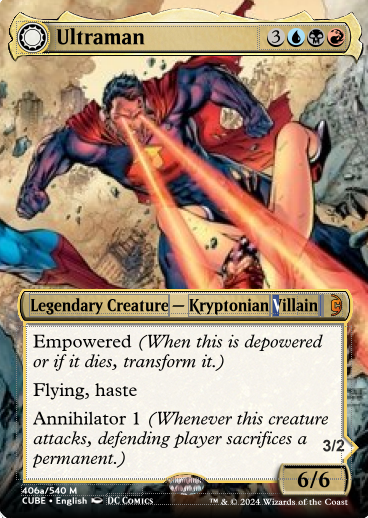 Ultraman 3
Legendary Creature — Kryptonian Villain
Empowered (When this is depowered
or if it dies, transform it.)
Flying, haste
Annihilator 1 (Whenever this creature
attacks, defending player sacrifices a
permanent.)
3/2
6/6
406a/540 M
CUBE • English DC COMICS
™ & © 2024 Wizards of the Coast